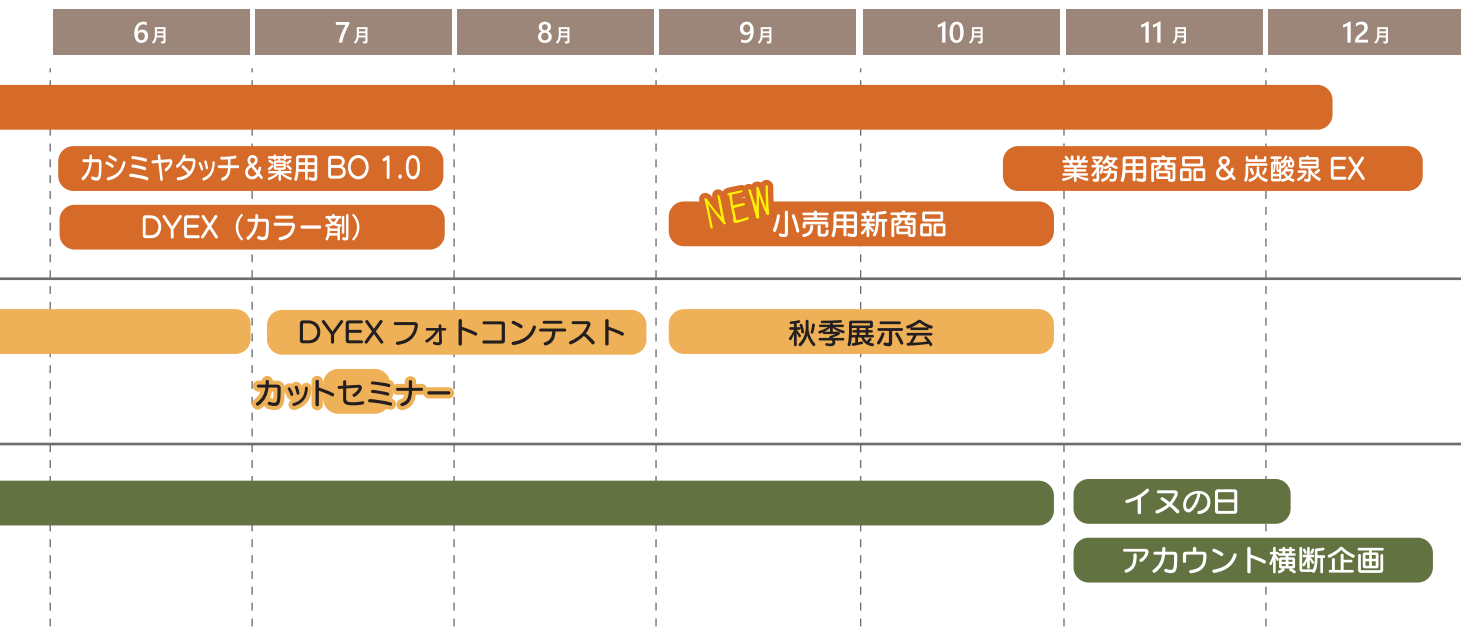 6月 7月 8月 9月 10月 11月 12月
カシミヤタッチ&薬用 BO 1.0
業務用商品 & 炭酸泉 EX
DYEX（カラー剤）
NEW
小売用新商品
DYEX フォトコンテスト
秋季展示会
カットセミナー
イヌの日
アカウント横断企画